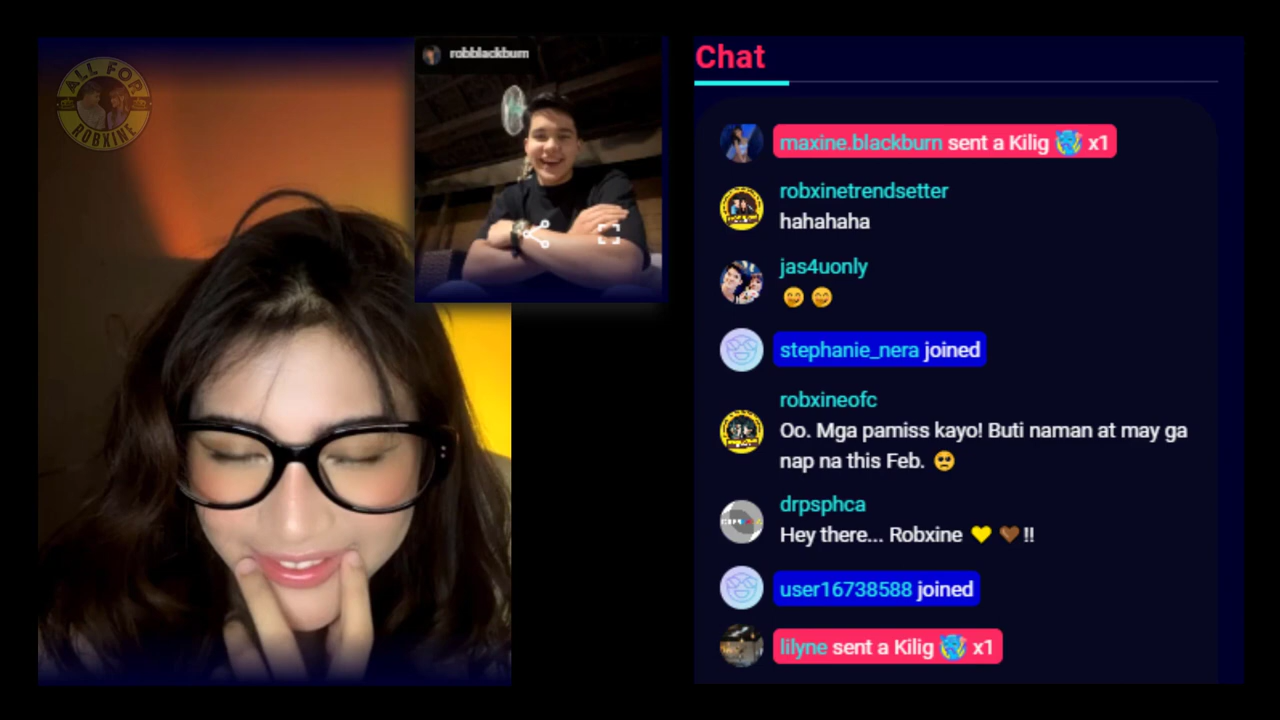 ALL FOR
ROBXINE
robblackburn
Chat
maxine.blackburn sent a Kilig x1
robxinetrendsetter
hahahaha
jas4uonly
😊 😊
stephanie_nera joined
robxineofc
Oo. Mga pamiss kayo! Buti naman at may ga
nap na this Feb. 🥺
drpsphca
Hey there... Robxine 💛 🤎 !!
user16738588 joined
lilyne sent a Kilig x1